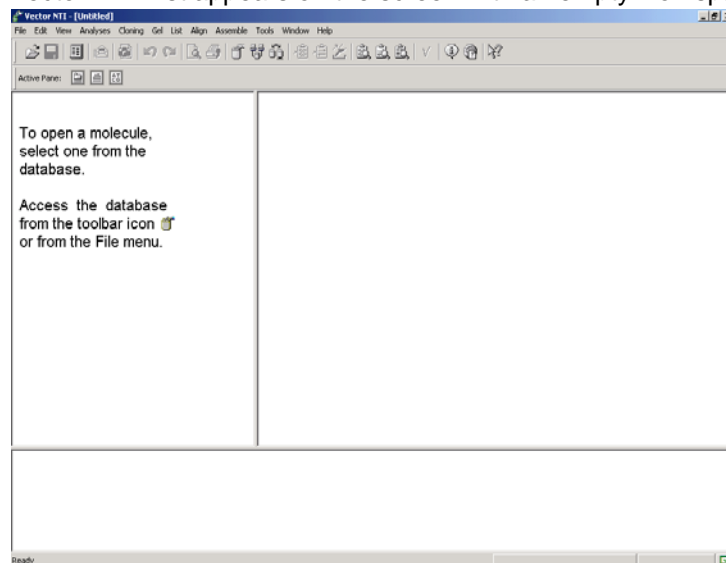 Vector NTI - [Untitled]
File Edit View Analyses Cloning Gel List Align Assemble Tools Window Help
Active Pane:
To open a molecule,
select one from the
database.
Access the database
from the toolbar icon
or from the File menu.
Ready